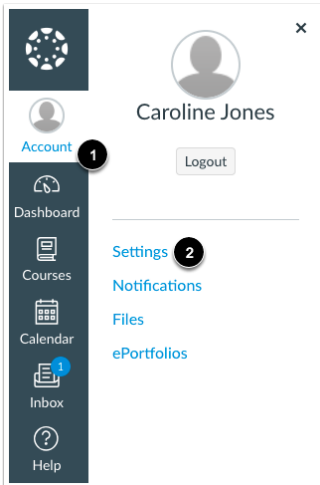 ×
Caroline Jones
Logout
Account
1
Dashboard
Courses
Calendar
1
Inbox
Help
Settings
2
Notifications
Files
ePortfolios